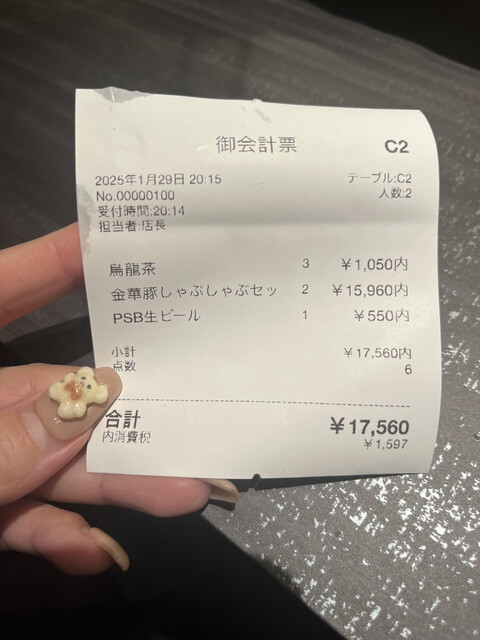 御会計票 C2
2025年1月29日 20:15 テーブル:C2
No.00000100 人数:2
受付時間:20:14
担当者:店長
烏龍茶 3 ¥1,050内
金華豚しゃぶしゃぶセッ 2 ¥15,960内
PSB生ビール 1 ¥550内
小計 ¥17,560内
点数 6
合計 ¥17,560
内消費税 ¥1,597